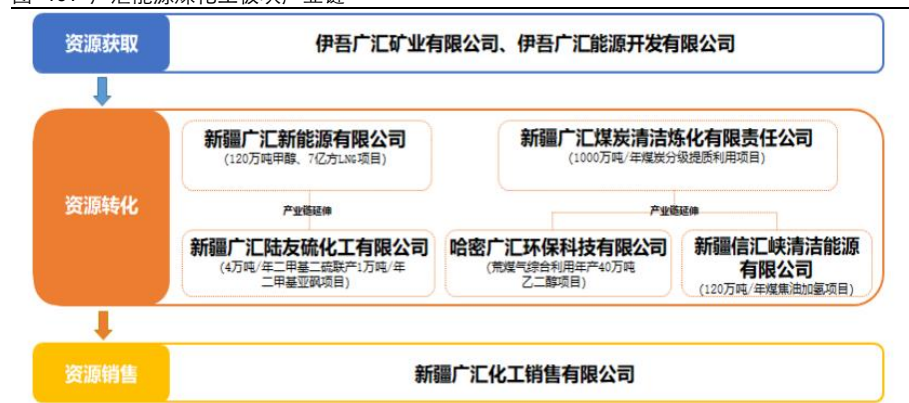 资源获取
伊吾广汇矿业有限公司、伊吾广汇能源开发有限公司
资源转化
新疆广汇新能源有限公司
(120万吨甲醇、7亿方LNG项目)
新疆广汇煤炭清洁炼化有限责任公司
(1000万吨/年煤炭分级提质利用项目)
产业链延伸
产业链延伸
新疆广汇陆友硫化工有限公司
(4万吨/年二甲基二硫联产1万吨/年
二甲基亚砜项目)
哈密广汇环保科技有限公司
(荒煤气综合利用年产40万吨
乙二醇项目)
新疆信汇峡清洁能源
有限公司
(120万吨/年煤焦油加氢项目)
资源销售
新疆广汇化工销售有限公司